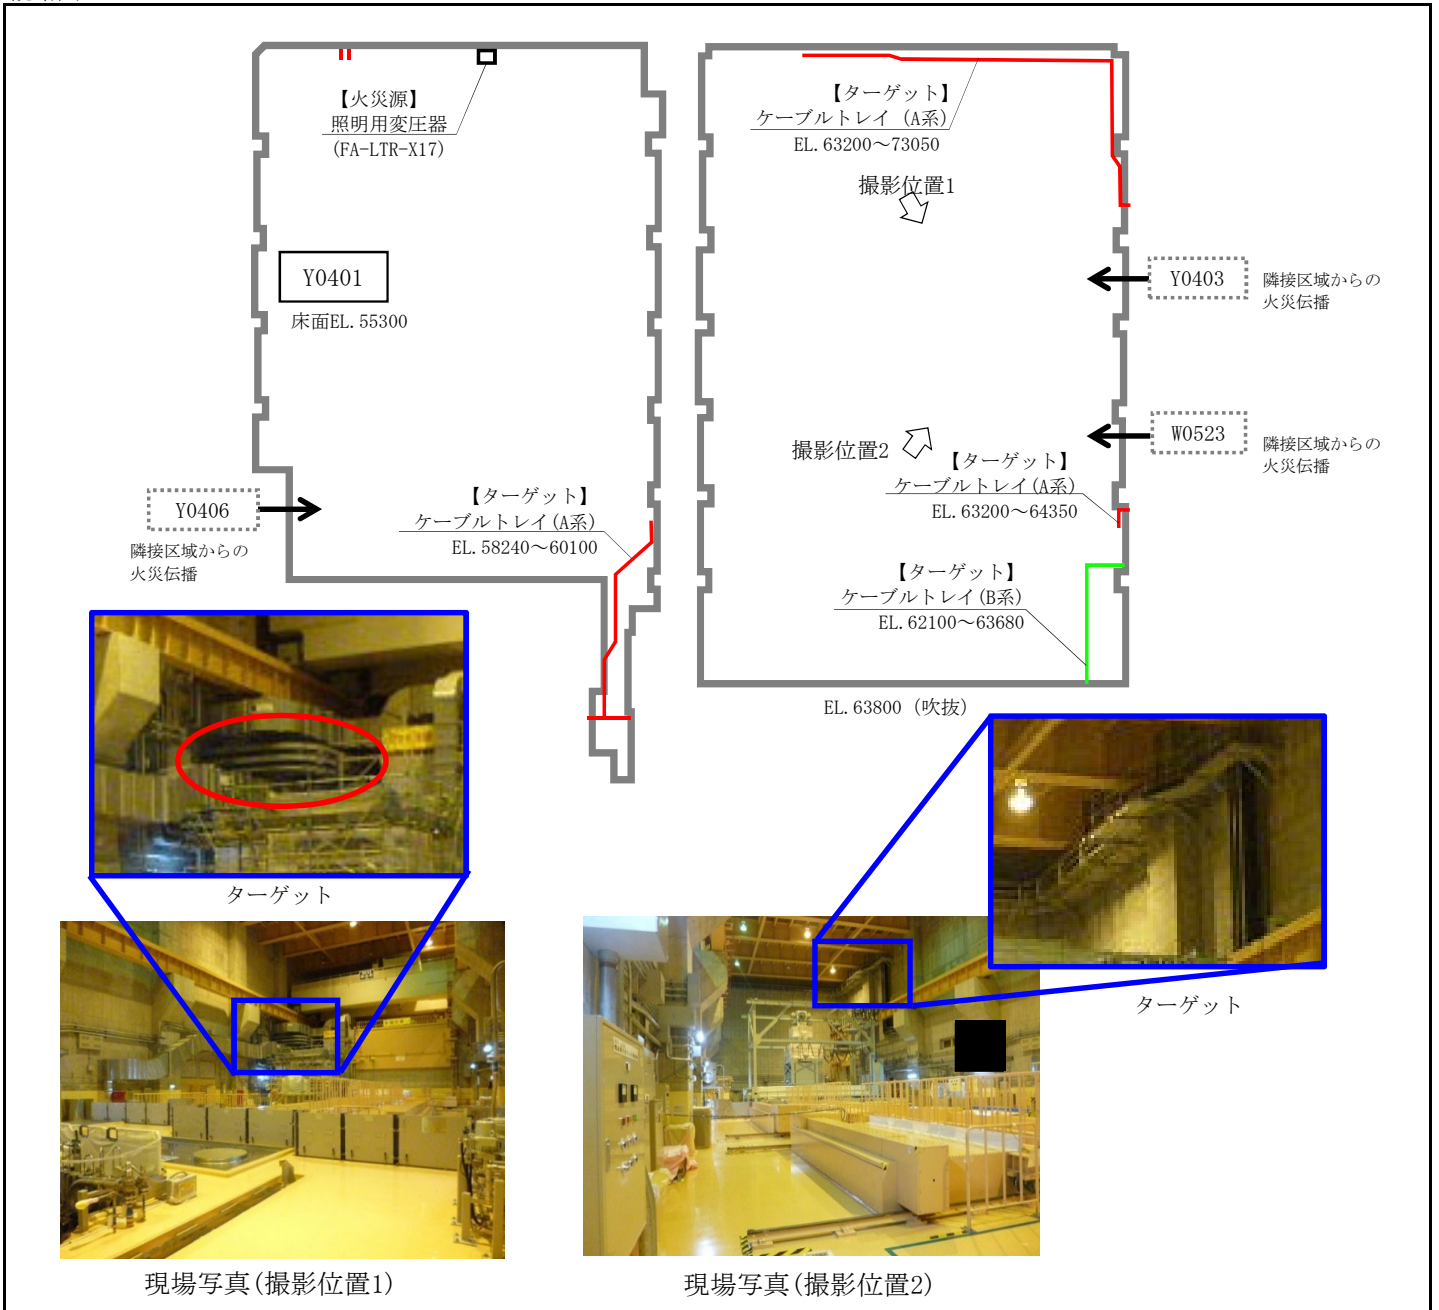 【火災源】
照明用変圧器
(FA-LTR-X17)
Y0401
床面EL.55300
Y0406
隣接区域からの
火災伝播
【ターゲット】
ケーブルトレイ(A系)
EL.58240～60100
【ターゲット】
ケーブルトレイ (A系)
EL.63200～73050
撮影位置1
Y0403
隣接区域からの
火災伝播
W0523
隣接区域からの
火災伝播
撮影位置2
【ターゲット】
ケーブルトレイ(A系)
EL.63200～64350
【ターゲット】
ケーブルトレイ(B系)
EL.62100～63680
EL.63800 (吹抜)
ターゲット
ターゲット
現場写真(撮影位置1)
現場写真(撮影位置2)